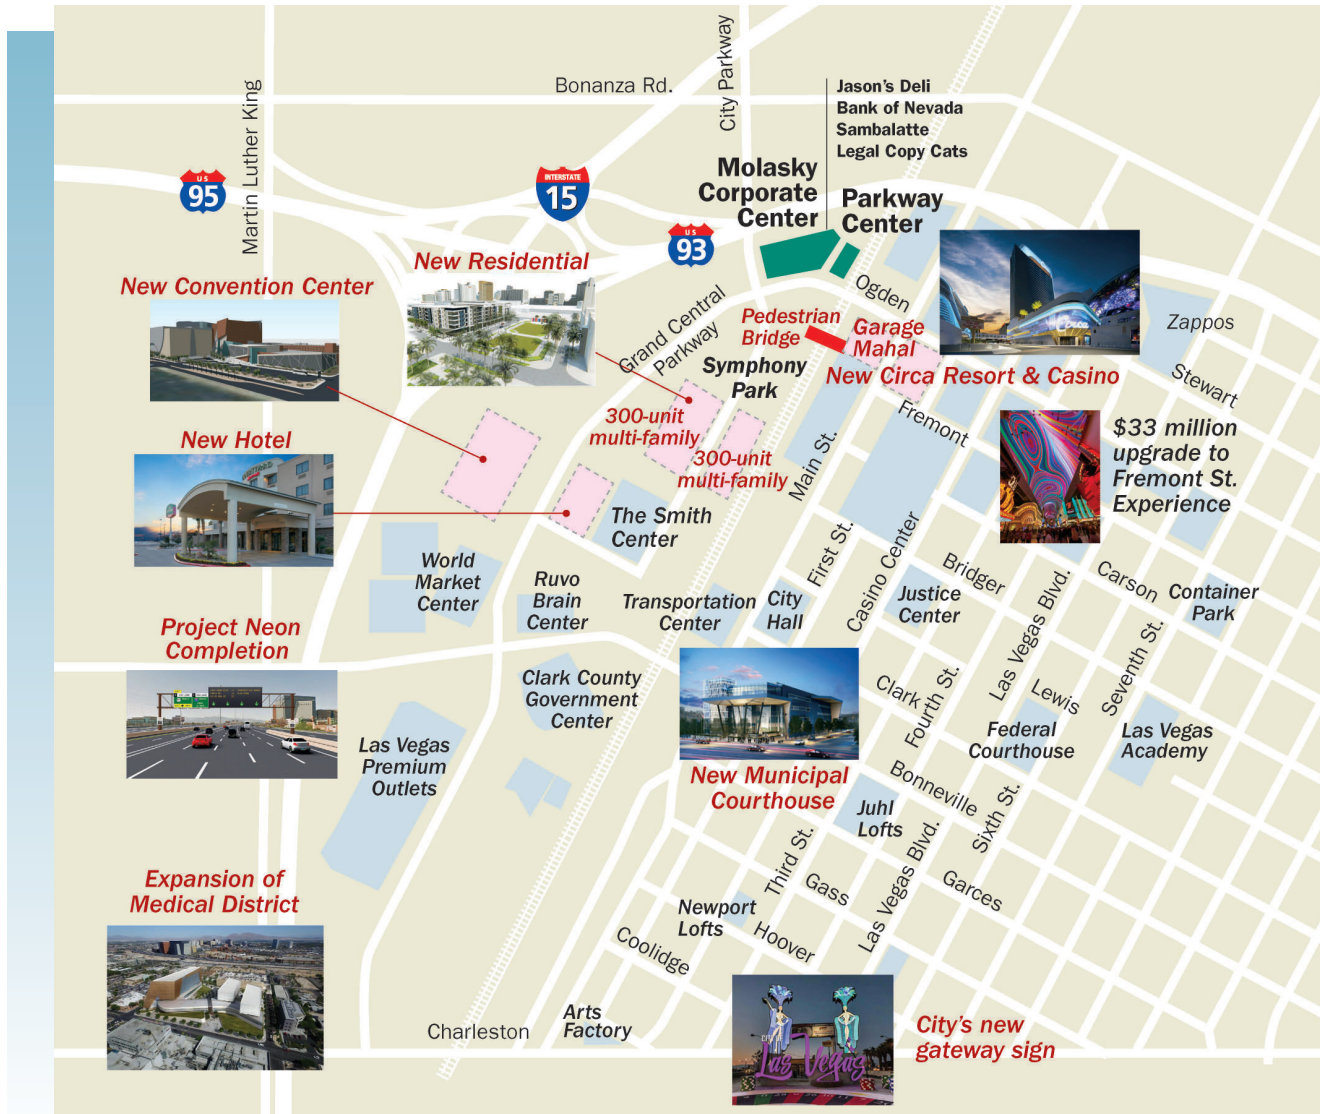 Bonanza Rd.
City Parkway
Martin Luther King
Jason's Deli
Bank of Nevada
Sambalatte
Legal Copy Cats
U S
95
INTERSTATE
15
U S
93
Molasky
Corporate
Center
Parkway
Center
New Residential
New Convention Center
Ogden
Grand Central
Parkway
Pedestrian
Bridge
Garage
Mahal
Circa
Zappos
Symphony
Park
New Circa Resort & Casino
Stewart
300-unit
multi-family
300-unit
multi-family
Fremont
$33 million
upgrade to
Fremont St.
Experience
New Hotel
Main St.
The Smith
Center
First St.
Casino Center
World
Market
Center
Ruvo
Brain
Center
Transportation
Center
City
Hall
Justice
Center
Bridger
Las Vegas Blvd.
Carson
Container
Park
Project Neon
Completion
Clark County
Government
Center
Clark
Fourth St.
Lewis
Seventh St.
Las Vegas
Premium
Outlets
Federal
Courthouse
Las Vegas
Academy
New Municipal
Courthouse
Bonneville
Sixth St.
Juhl
Lofts
Third St.
Gass
Las Vegas Blvd.
Garces
Expansion of
Medical District
Newport
Lofts
Hoover
Coolidge
Charleston
Arts
Factory
Las Vegas
City's new
gateway sign